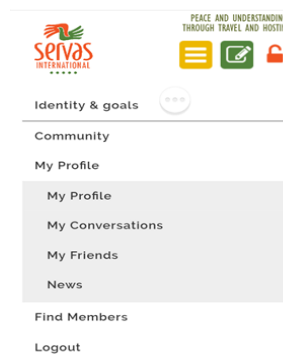 PEACE AND UNDERSTANDING
THROUGH TRAVEL AND
servas
INTERNATIONAL
Identity & goals
Community
My Profile
My Profile
My Conversations
My Friends
News
Find Members
Logout